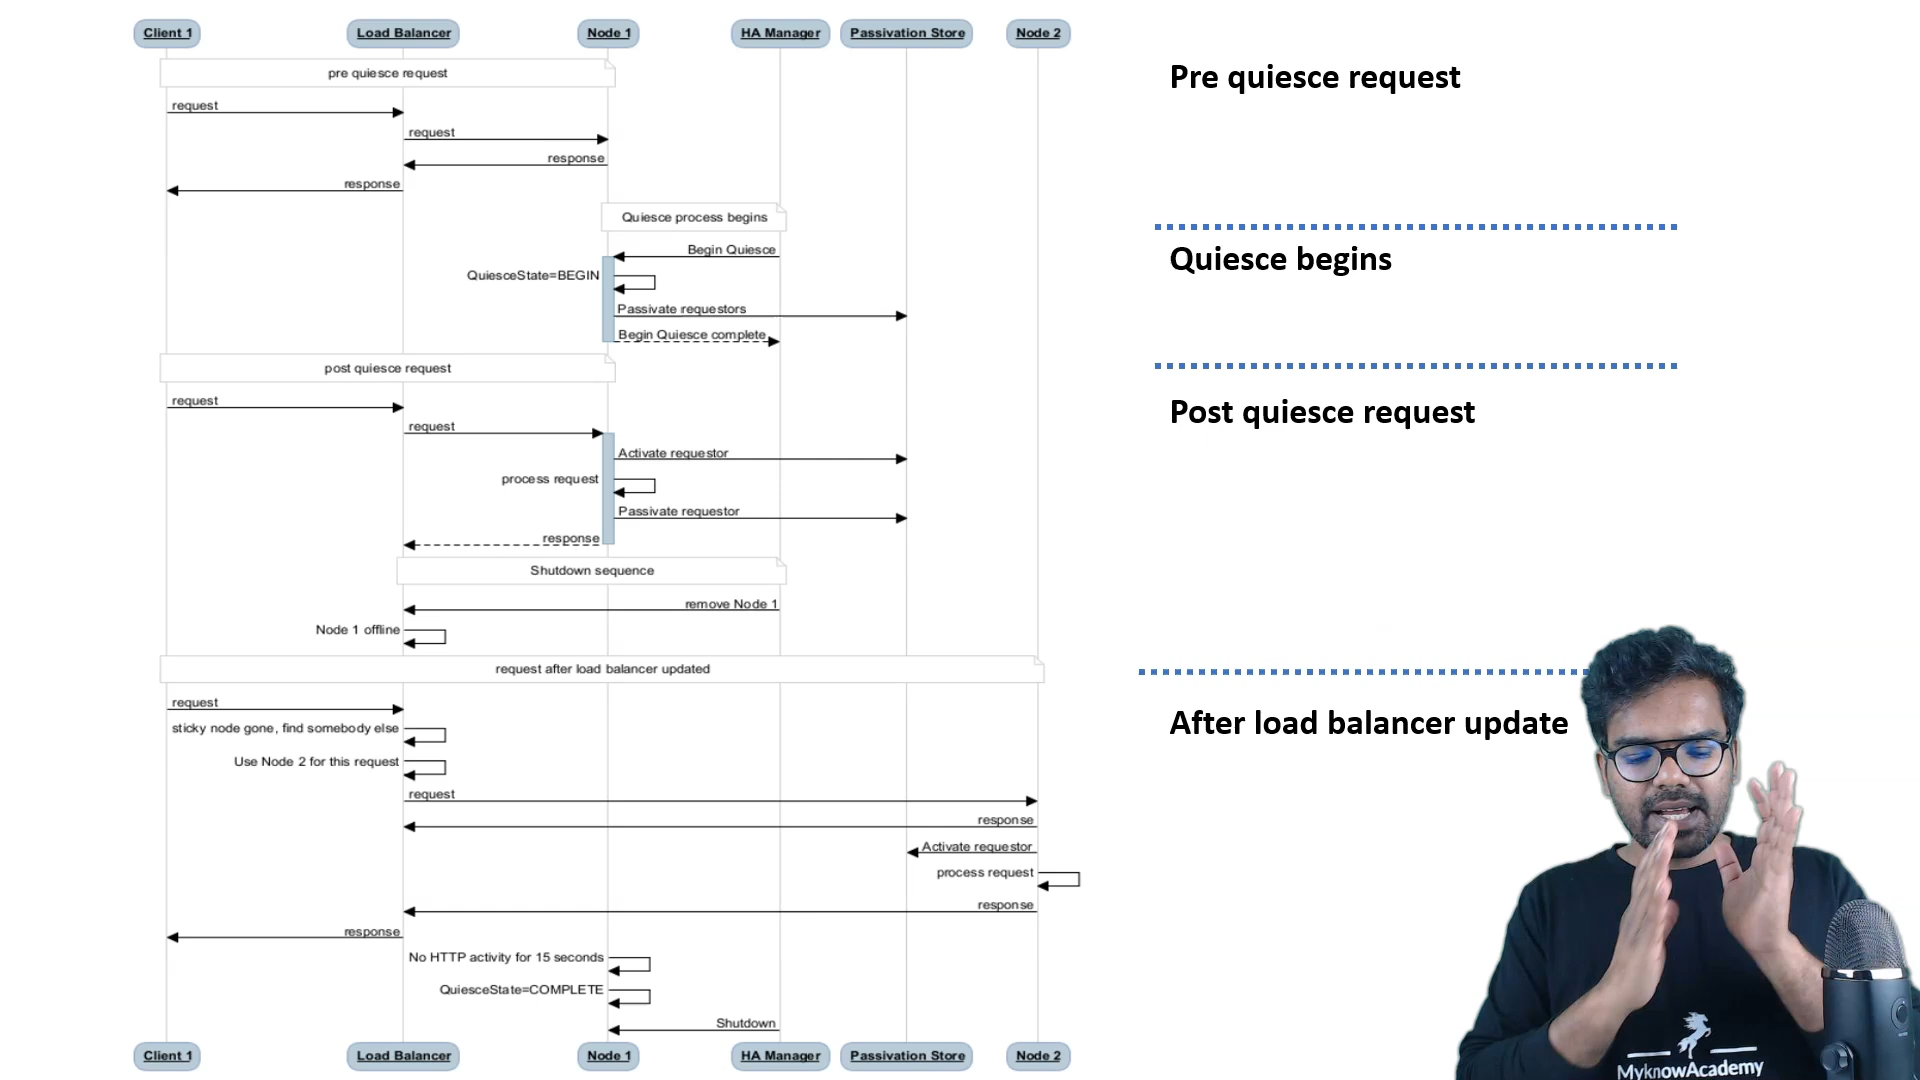 Client 1
Load Balancer
Node 1
HA Manager
Passivation Store
Node 2
pre quiesce request
request
request
response
response
Quiesce process begins
Begin Quiesce
QuiesceState=BEGIN
Passivate requestors
Begin Quiesce complete
post quiesce request
request
request
Activate requestor
process request
Passivate requestor
response
Shutdown sequence
remove Node 1
Node 1 offline
request after load balancer updated
request
sticky node gone, find somebody else
Use Node 2 for this request
request
response
Activate requestor
process request
response
response
No HTTP activity for 15 seconds
QuiesceState=COMPLETE
Shutdown
Client 1
Load Balancer
Node 1
HA Manager
Passivation Store
Node 2
Pre quiesce request
Quiesce begins
Post quiesce request
After load balancer update
MyknowAcademy